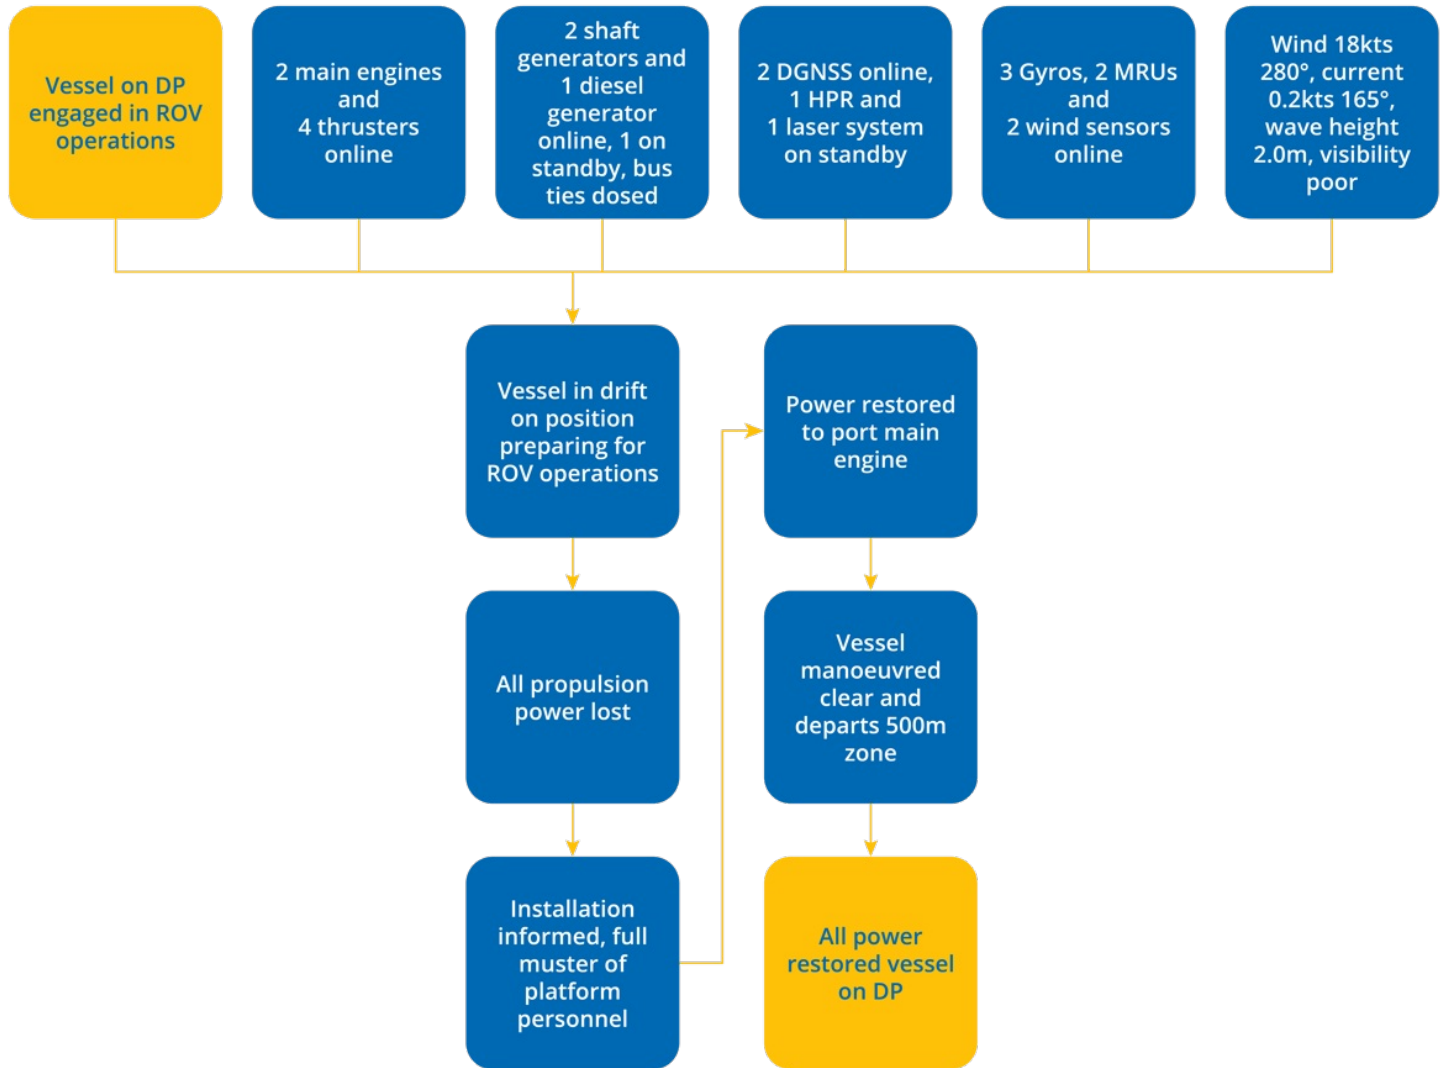 Vessel on DP
engaged in ROV
operations
2 main engines
and
4 thrusters
online
2 shaft
generators and
1 diesel
generator
online, 1 on
standby, bus
ties dosed
2 DGNSS online,
1 HPR and
1 laser system
on standby
3 Gyros, 2 MRUs
and
2 wind sensors
online
Wind 18kts
280°, current
0.2kts 165°,
wave height
2.0m, visibility
poor
Vessel in drift
on position
preparing for
ROV operations
All propulsion
power lost
Installation
informed, full
muster of
platform
personnel
Power restored
to port main
engine
Vessel
manoeuvred
clear and
departs 500m
zone
All power
restored vessel
on DP